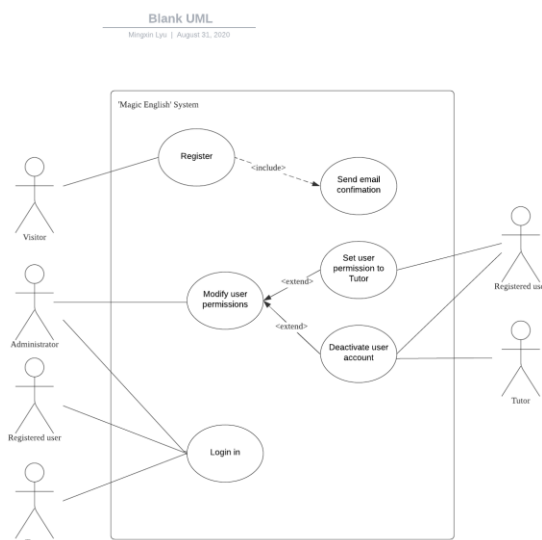 Blank UML
Mingxin Lyu | August 31, 2020
'Magic English' System
Register
<include>
Send email
confimation
Visitor
Set user
permission to
Tutor
<extend>
Registered use
Modify user
permissions
Administrator
<extend>
Deactivate user
account
Tutor
Registered user
Login in